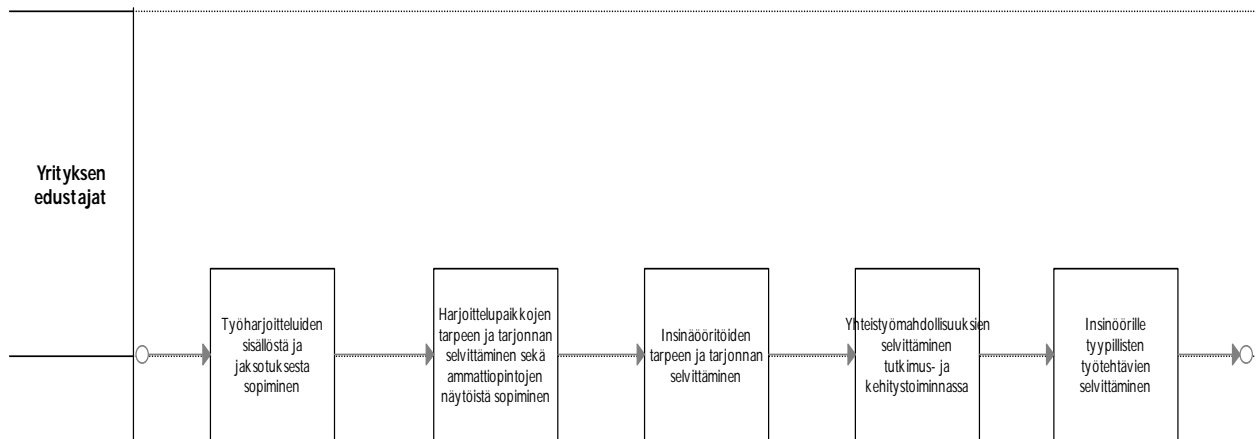 Yrityksen
edustajat
Työharjoitteluiden
sisällöstä ja
jaksotuksesta
sopiminen
Harjoittelupaikkojen
tarpeen ja tarjonnan
selvittäminen sekä
ammattiopintojen
näytöistä sopiminen
Insinäööritöiden
tarpeen ja tarjonnan
selvittäminen
Yhteistyömahdollisuuksien
selvittäminen
tutkimus- ja
kehitystoiminnassa
Insinöörille
tyypillisten
työtehtävien
selvittäminen